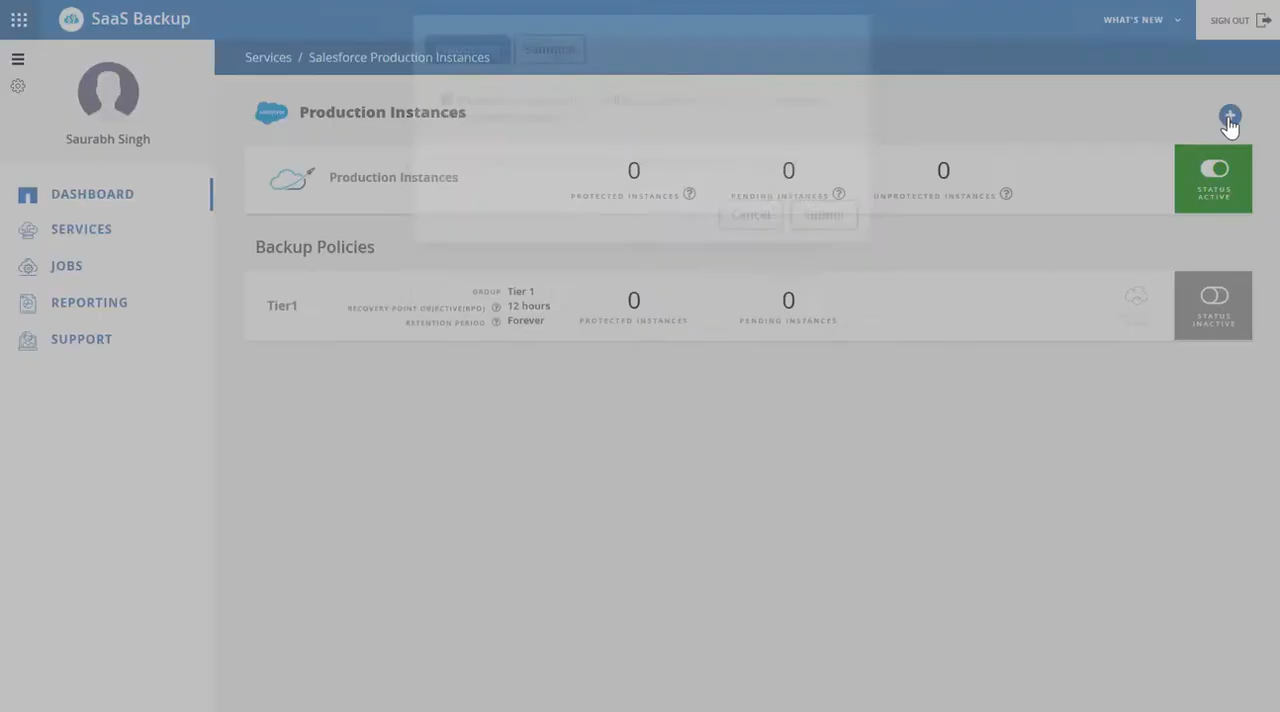 SaaS Backup
WHAT'S NEW
SIGN OUT
Services / Salesforce Production Instances
Saurabh Singh
DASHBOARD
SERVICES
JOBS
REPORTING
SUPPORT
Production Instances
Production Instances
0
PROTECTED INSTANCES
0
PENDING INSTANCES
0
UNPROTECTED INSTANCES
STATUS
ACTIVE
Cancel
Submit
Backup Policies
Tier1
GROUP Tier 1
RECOVERY POINT OBJECTIVE(RPO) 12 hours
RETENTION PERIOD Forever
0
PROTECTED INSTANCES
0
PENDING INSTANCES
STATUS
INACTIVE